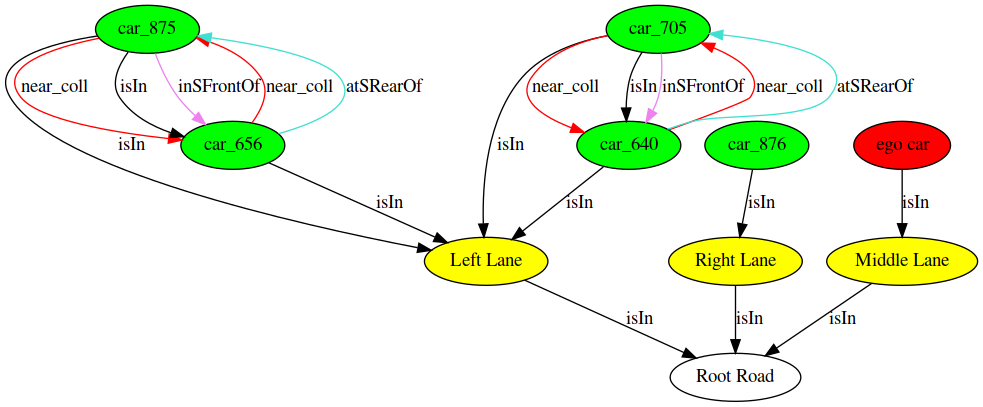 car_875
car_705
near_coll
isIn
inSFrontOf
near_coll
atSRearOf
near_coll
isIn
inSFrontOf
near_coll
atSRearOf
isIn
car_656
isIn
car_640
car_876
ego car
isIn
isIn
isIn
isIn
Left Lane
Right Lane
Middle Lane
isIn
isIn
isIn
Root Road